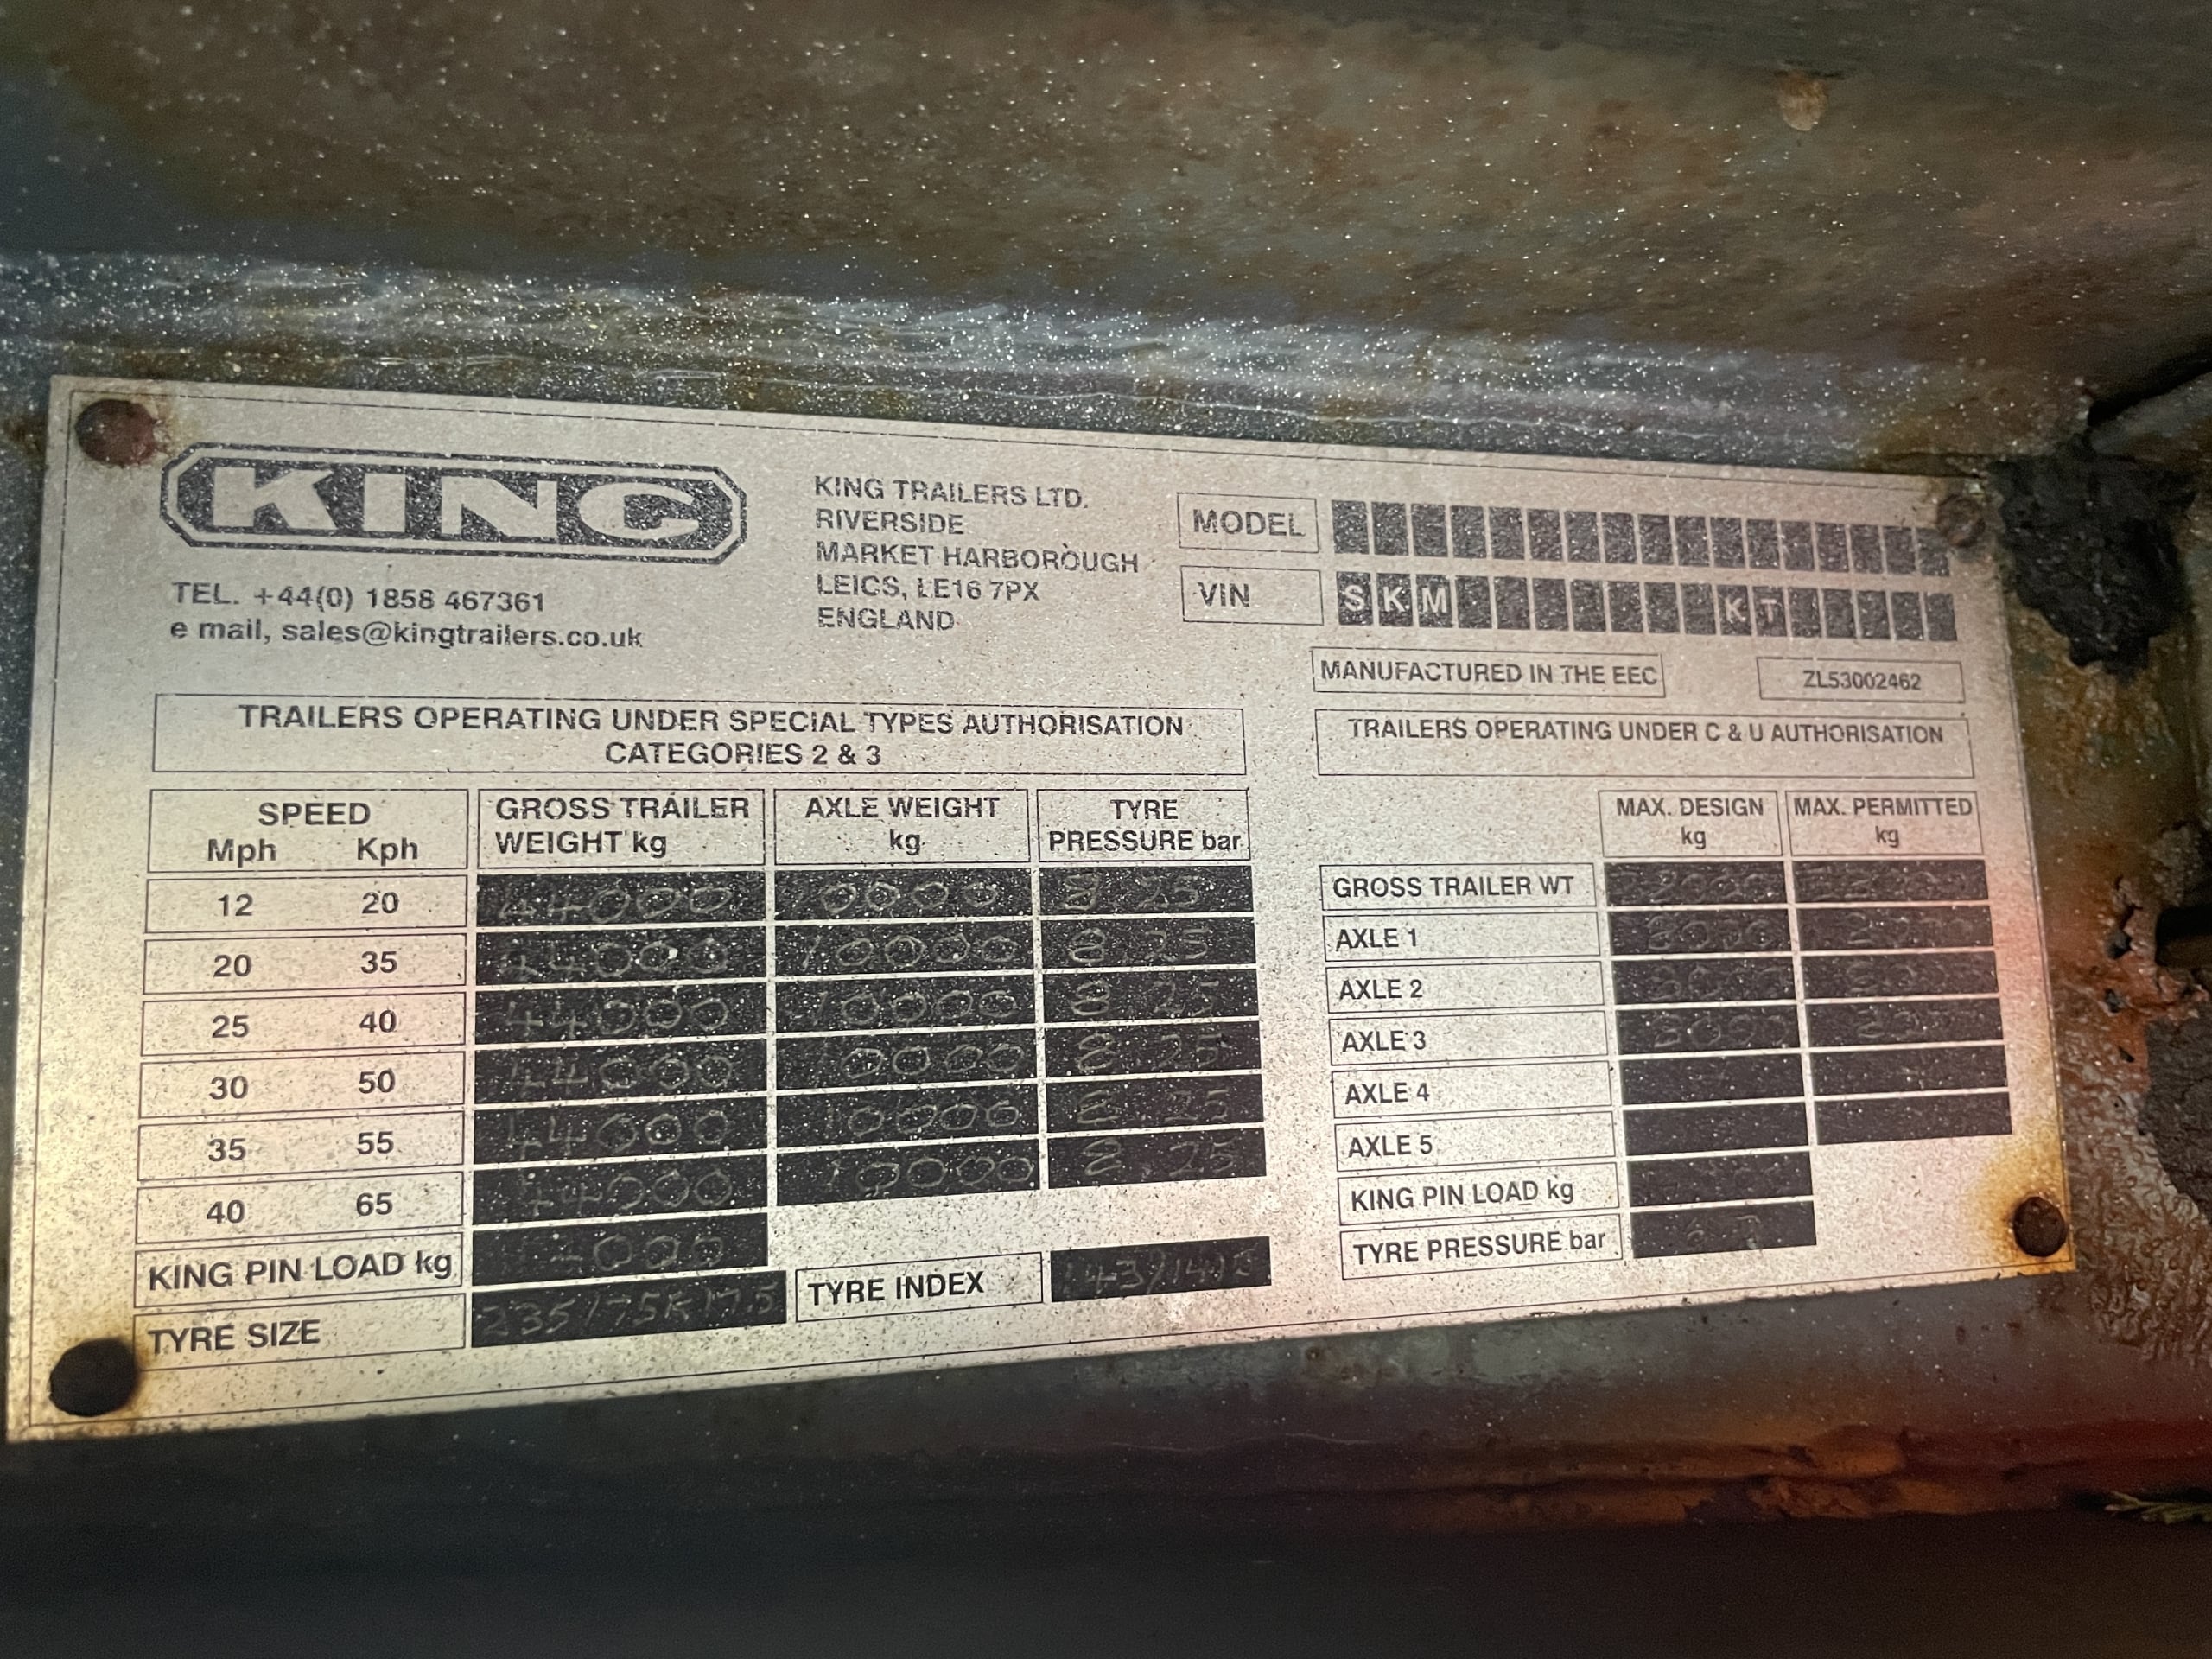 KING
TEL. +44(0) 1858 467361
e mail, sales@kingtrailers.co.uk
KING TRAILERS LTD.
RIVERSIDE
MARKET HARBOROUGH
LEICS, LE16 7PX
ENGLAND
MODEL
VIN SKM KT
MANUFACTURED IN THE EEC
ZL53002462
TRAILERS OPERATING UNDER SPECIAL TYPES AUTHORISATION
CATEGORIES 2 & 3
SPEED
Mph Kph
GROSS TRAILER
WEIGHT kg
AXLE WEIGHT
kg
TYRE
PRESSURE bar
12 20 44000 10000 8 25
20 35 44000 10000 8 25
25 40 44000 10000 8 25
30 50 44000 10000 8 25
35 55 44000 10000 8 25
40 65 44000 10000 8 25
KING PIN LOAD kg 14000
TYRE SIZE 235/75R17.5
TYRE INDEX
TRAILERS OPERATING UNDER C & U AUTHORISATION
MAX. DESIGN
kg
MAX. PERMITTED
kg
GROSS TRAILER WT
AXLE 1
AXLE 2
AXLE 3
AXLE 4
AXLE 5
KING PIN LOAD kg
TYRE PRESSURE bar